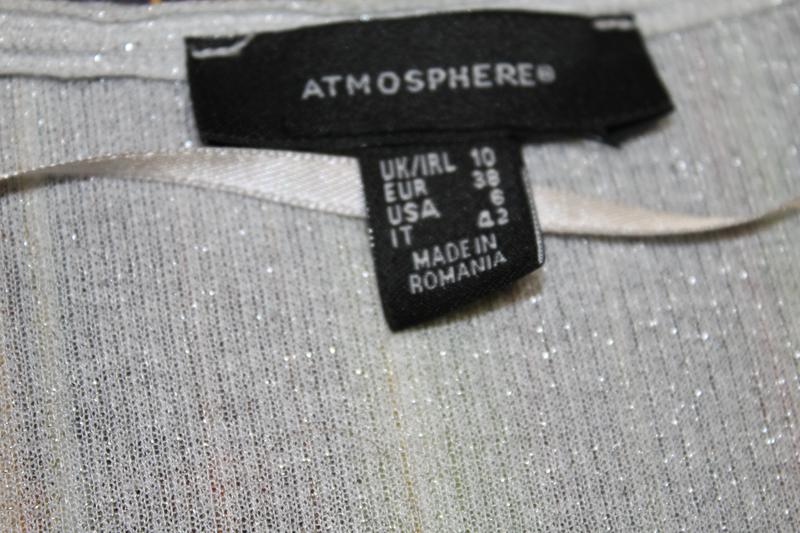 ATMOSPHERE®
UK/IRL 10
EUR 38
USA 6
IT 42
MADE IN
ROMANIA